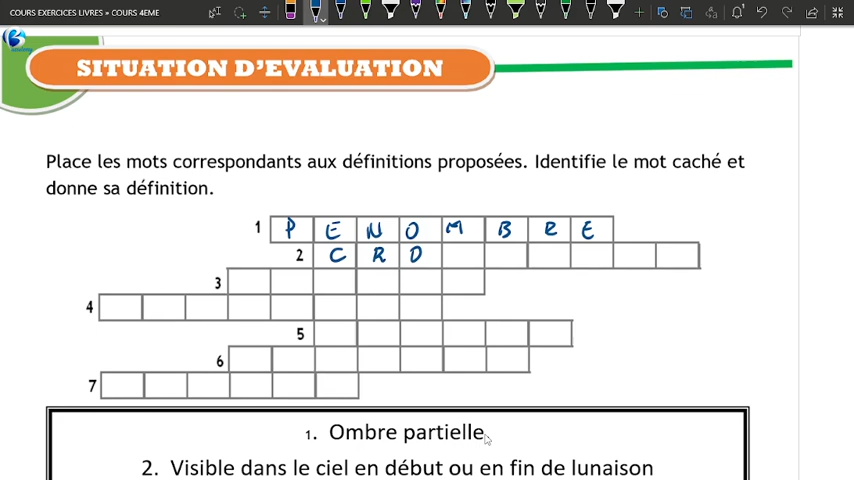 COURS EXERCICES LIVRES » COURS 4EME
SITUATION D'EVALUATION
Place les mots correspondants aux définitions proposées. Identifie le mot caché et
donne sa définition.
1 P E N O M B R E
2 C R O
3
4
5
6
7
1. Ombre partielle
2. Visible dans le ciel en début ou en fin de lunaison